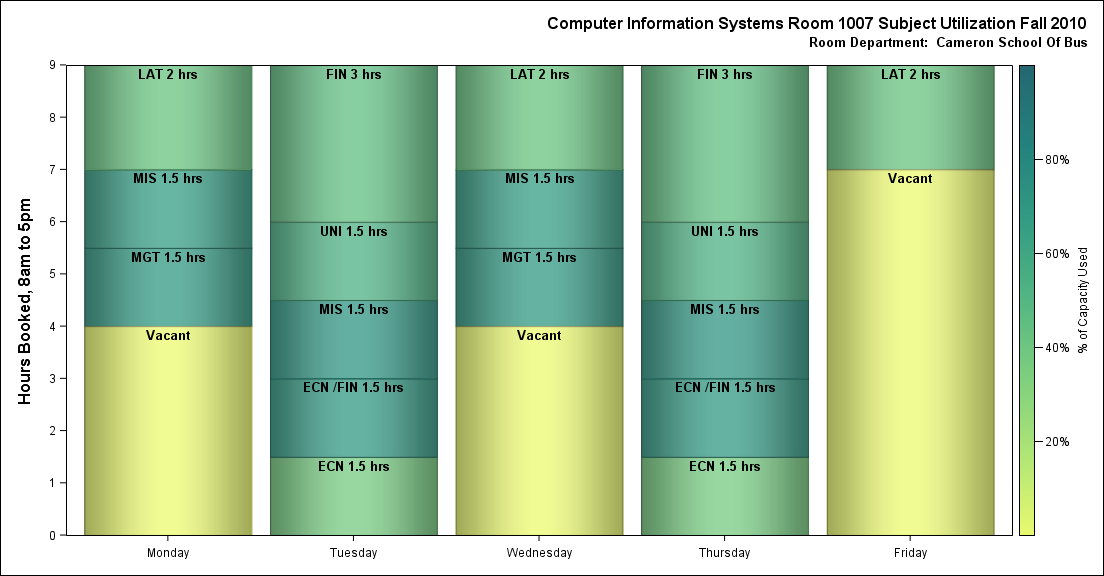 Computer Information Systems Room 1007 Subject Utilization Fall 2010
Room Department: Cameron School Of Bus
Hours Booked, 8am to 5pm
9
8
7
6
5
4
3
2
1
0
LAT 2 hrs
MIS 1.5 hrs
MGT 1.5 hrs
Vacant
FIN 3 hrs
UNI 1.5 hrs
MIS 1.5 hrs
ECN /FIN 1.5 hrs
ECN 1.5 hrs
LAT 2 hrs
MIS 1.5 hrs
MGT 1.5 hrs
Vacant
FIN 3 hrs
UNI 1.5 hrs
MIS 1.5 hrs
ECN /FIN 1.5 hrs
ECN 1.5 hrs
LAT 2 hrs
Vacant
Monday
Tuesday
Wednesday
Thursday
Friday
80%
60%
40%
20%
% of Capacity Used